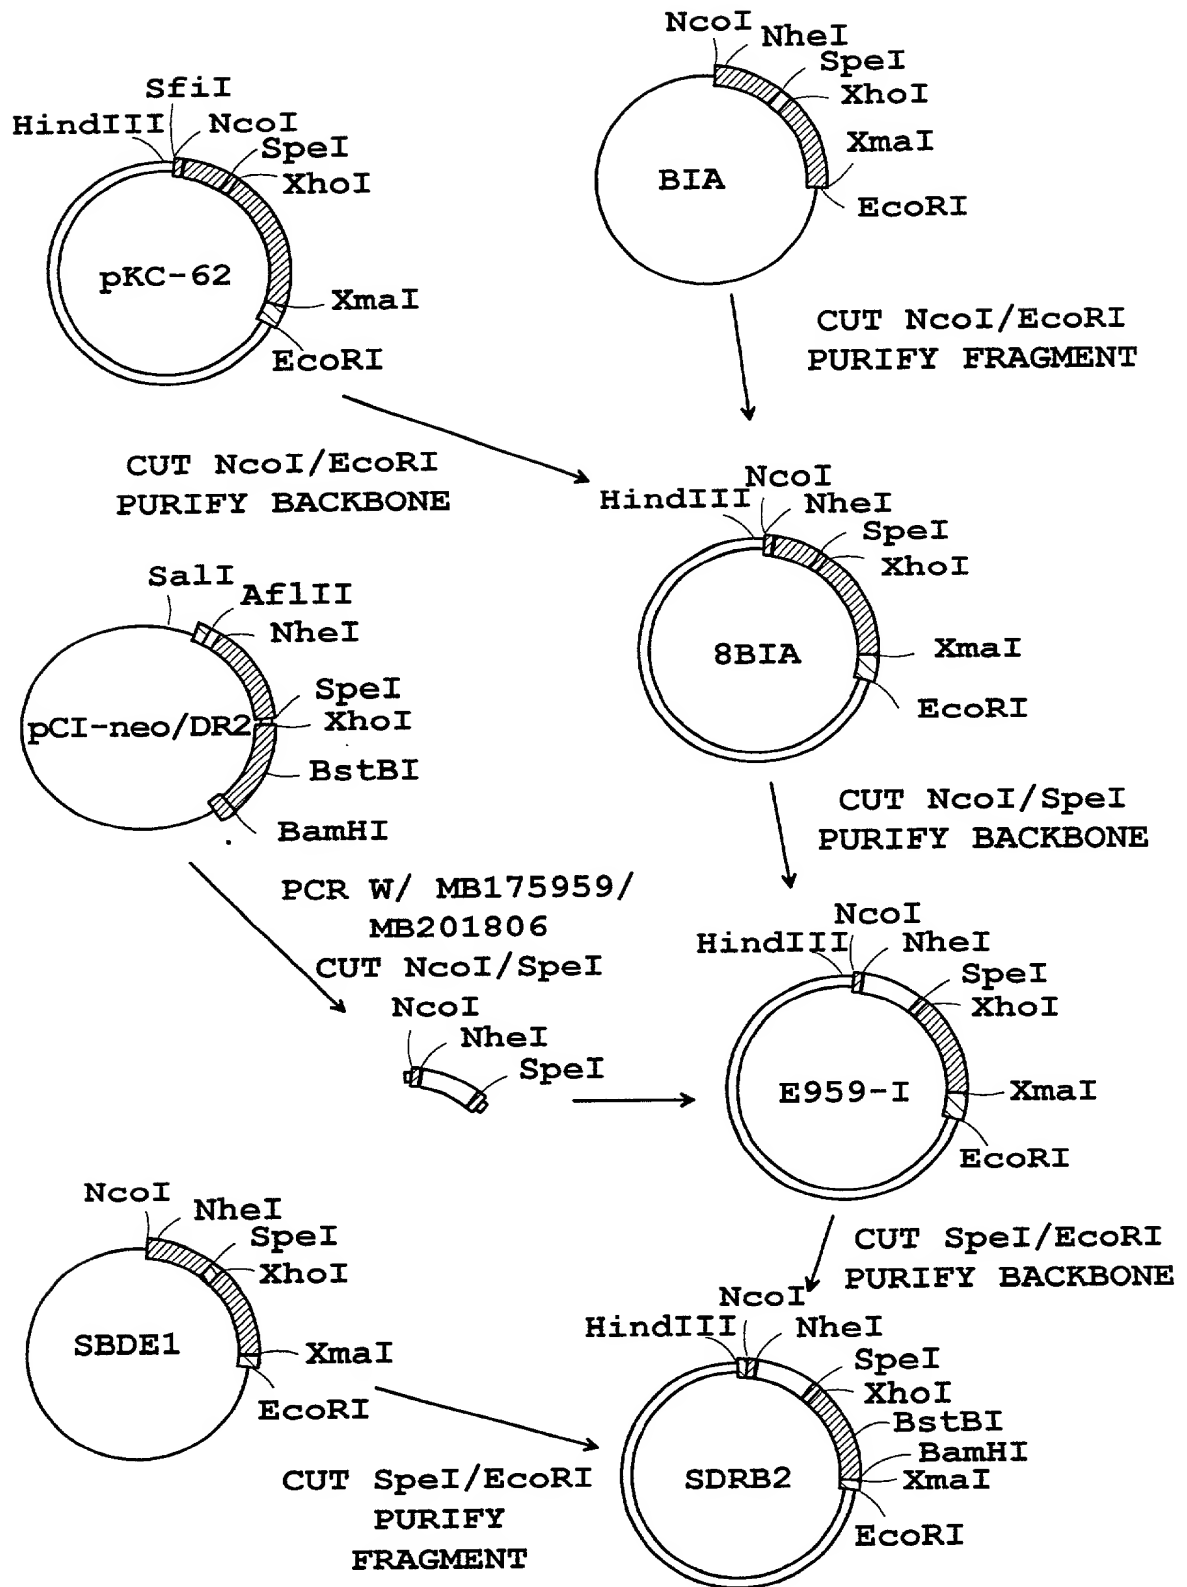 SfiI
HindIII
NcoI
SpeI
XhoI
pKC-62
XmaI
EcoRI
NcoI
NheI
SpeI
XhoI
BIA
XmaI
EcoRI
CUT NcoI/EcoRI
PURIFY FRAGMENT
CUT NcoI/EcoRI
PURIFY BACKBONE
NcoI
HindIII
NheI
SpeI
XhoI
8BIA
XmaI
EcoRI
SalI
AflII
NheI
SpeI
pCI-neo/DR2
XhoI
BstBI
BamHI
CUT NcoI/SpeI
PURIFY BACKBONE
PCR W/ MB175959/
MB201806
CUT NcoI/SpeI
NcoI
NheI
SpeI
NcoI
HindIII
NheI
SpeI
XhoI
E959-I
XmaI
EcoRI
NcoI
NheI
SpeI
XhoI
SBDE1
XmaI
EcoRI
CUT SpeI/EcoRI
PURIFY BACKBONE
CUT SpeI/EcoRI
PURIFY
FRAGMENT
NcoI
HindIII
NheI
SpeI
XhoI
BstBI
BamHI
SDRB2
XmaI
EcoRI